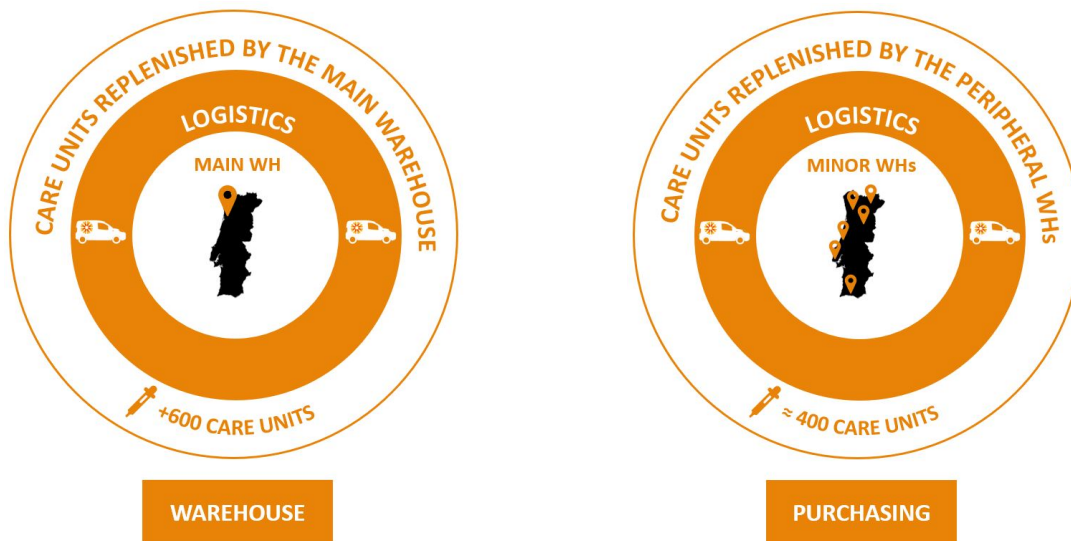 CARE UNITS REPLENISHED BY THE MAIN WAREHOUSE
LOGISTICS
MAIN WH
+600 CARE UNITS
WAREHOUSE
CARE UNITS REPLENISHED BY THE PERIPHERAL WHs
LOGISTICS
MINOR WHs
≈ 400 CARE UNITS
PURCHASING